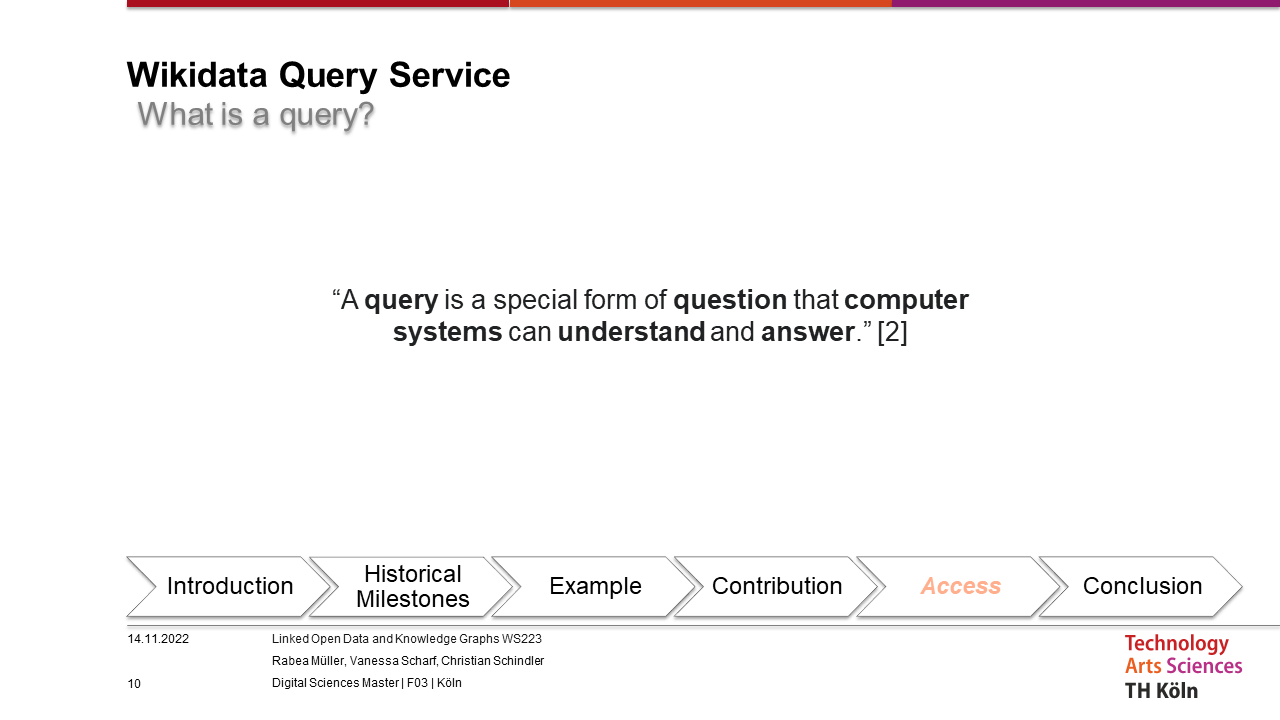 Wikidata Query Service
What is a query?
“A query is a special form of question that computer
systems can understand and answer.” [2]
Introduction
Historical
Milestones
Example
Contribution
Access
Conclusion
14.11.2022
Linked Open Data and Knowledge Graphs WS223
Rabea Müller, Vanessa Scharf, Christian Schindler
10
Digital Sciences Master | F03 | Köln
Technology
Arts Sciences
TH Köln